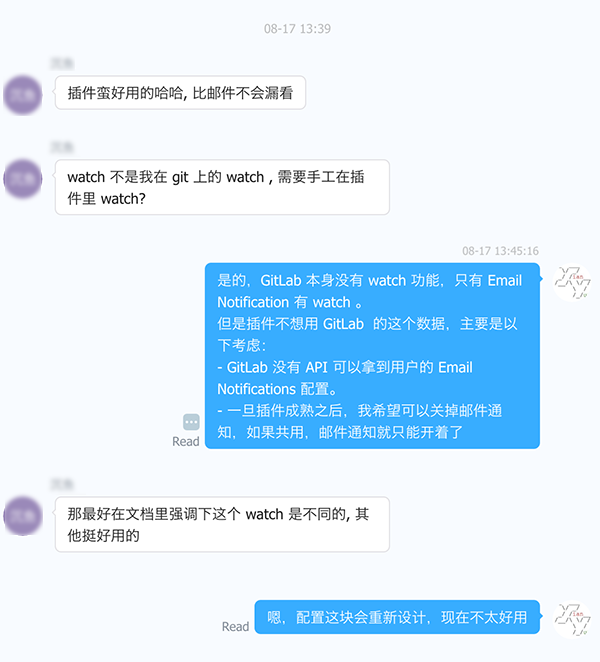 08-17 13:39
插件蛮好用的哈哈, 比邮件不会漏看
watch 不是我在 git 上的 watch , 需要手工在插
件里 watch?
08-17 13:45:16
是的，GitLab 本身没有 watch 功能，只有 Email
Notification 有 watch 。
但是插件不想用 GitLab  的这个数据，主要是以
下考虑：
- GitLab 没有 API 可以拿到用户的 Email
Notifications 配置。
- 一旦插件成熟之后，我希望可以关掉邮件通
知，如果共用，邮件通知就只能开着了
Read
那最好在文档里强调下这个 watch 是不同的, 其
他挺好用的
嗯，配置这块会重新设计，现在不太好用
Read